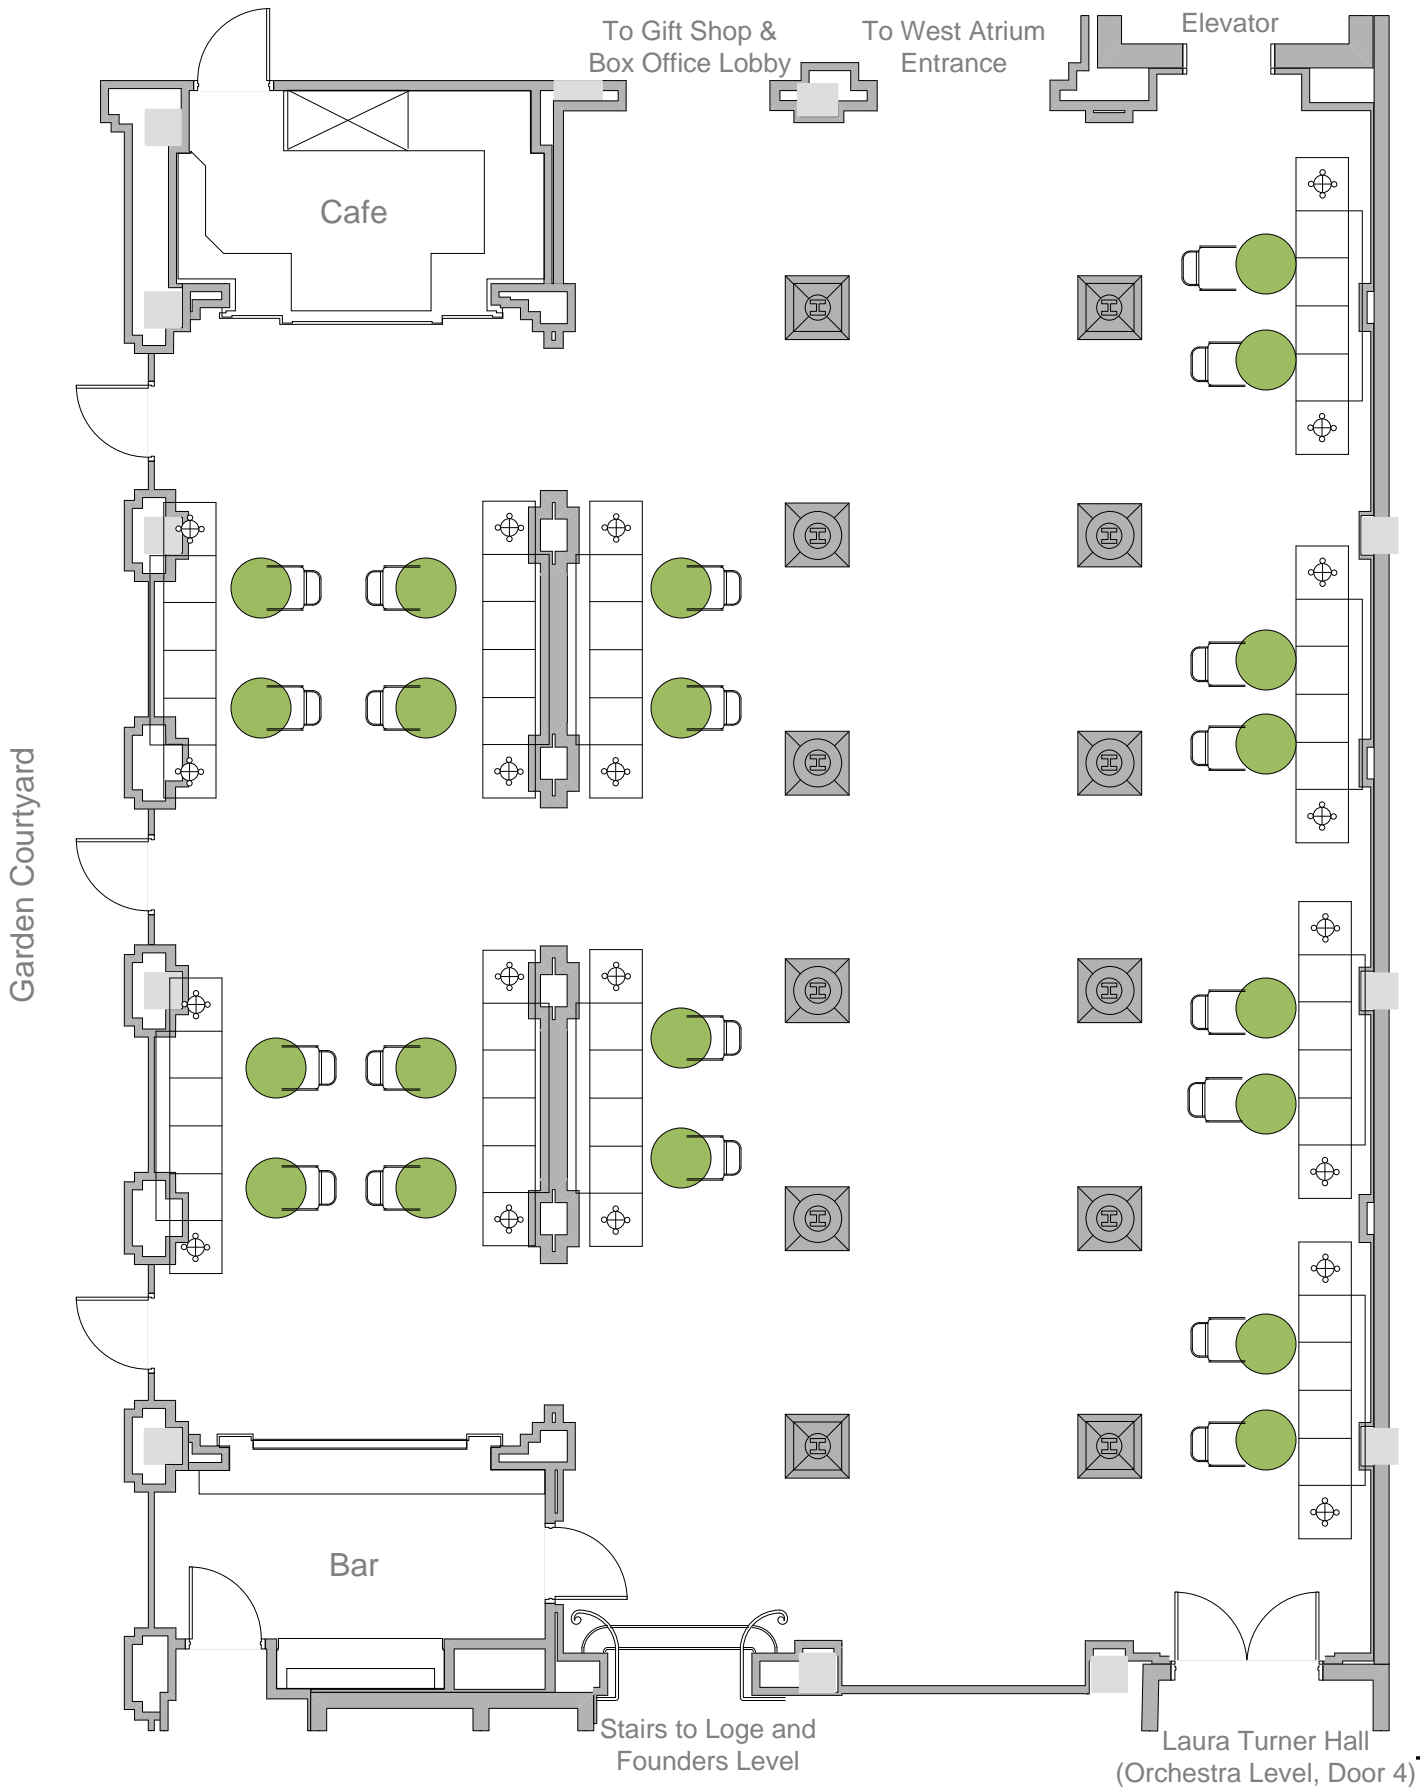 To Gift Shop &
Box Office Lobby
To West Atrium
Entrance
Elevator
Cafe
Garden Courtyard
Bar
Stairs to Loge and
Founders Level
Laura Turner Hall
(Orchestra Level, Door 4)